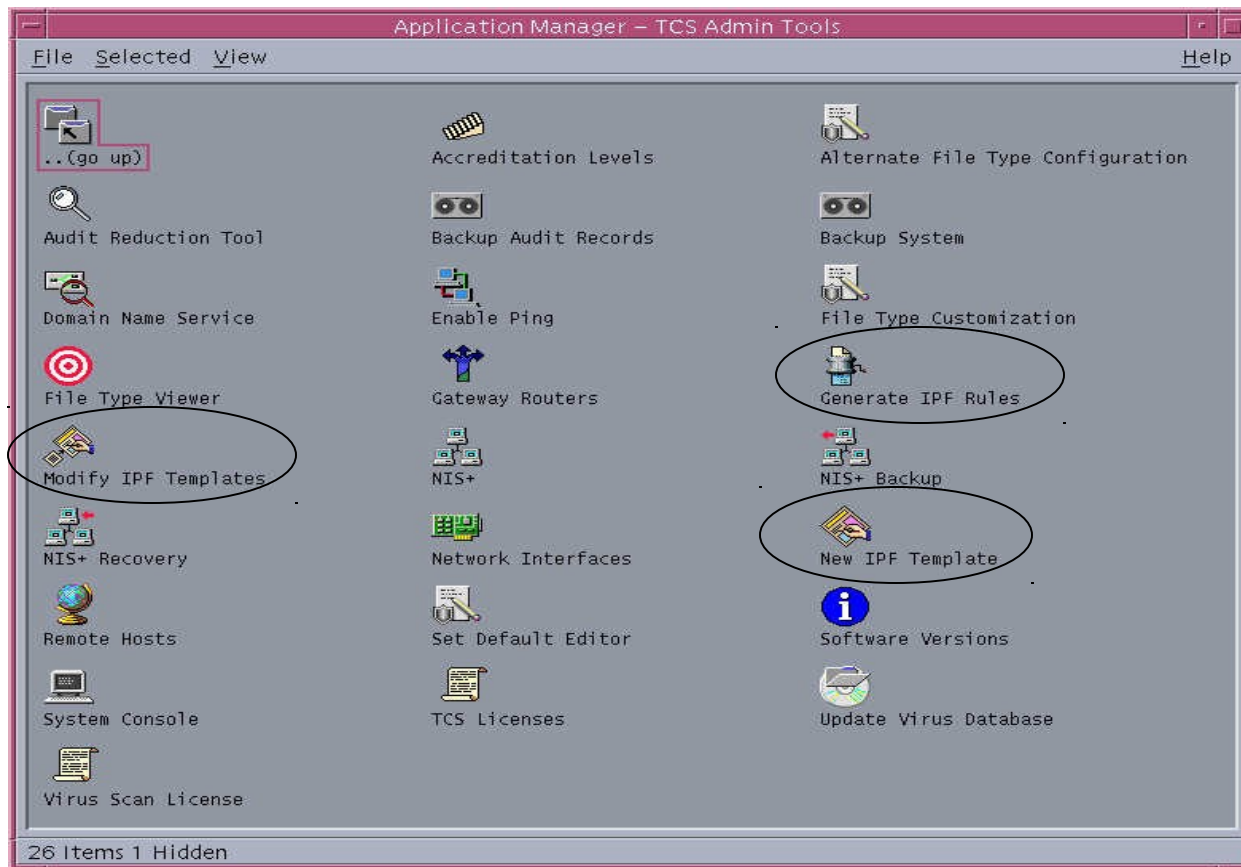 Application Manager – TCS Admin Tools
File Selected View Help
..(go up) Accreditation Levels Alternate File Type Configuration
Audit Reduction Tool Backup Audit Records Backup System
Domain Name Service Enable Ping File Type Customization
File Type Viewer Gateway Routers Generate IPF Rules
Modify IPF Templates NIS+ NIS+ Backup
NIS+ Recovery Network Interfaces New IPF Template
Remote Hosts Set Default Editor Software Versions
System Console TCS Licenses Update Virus Database
Virus Scan License
26 Items 1 Hidden